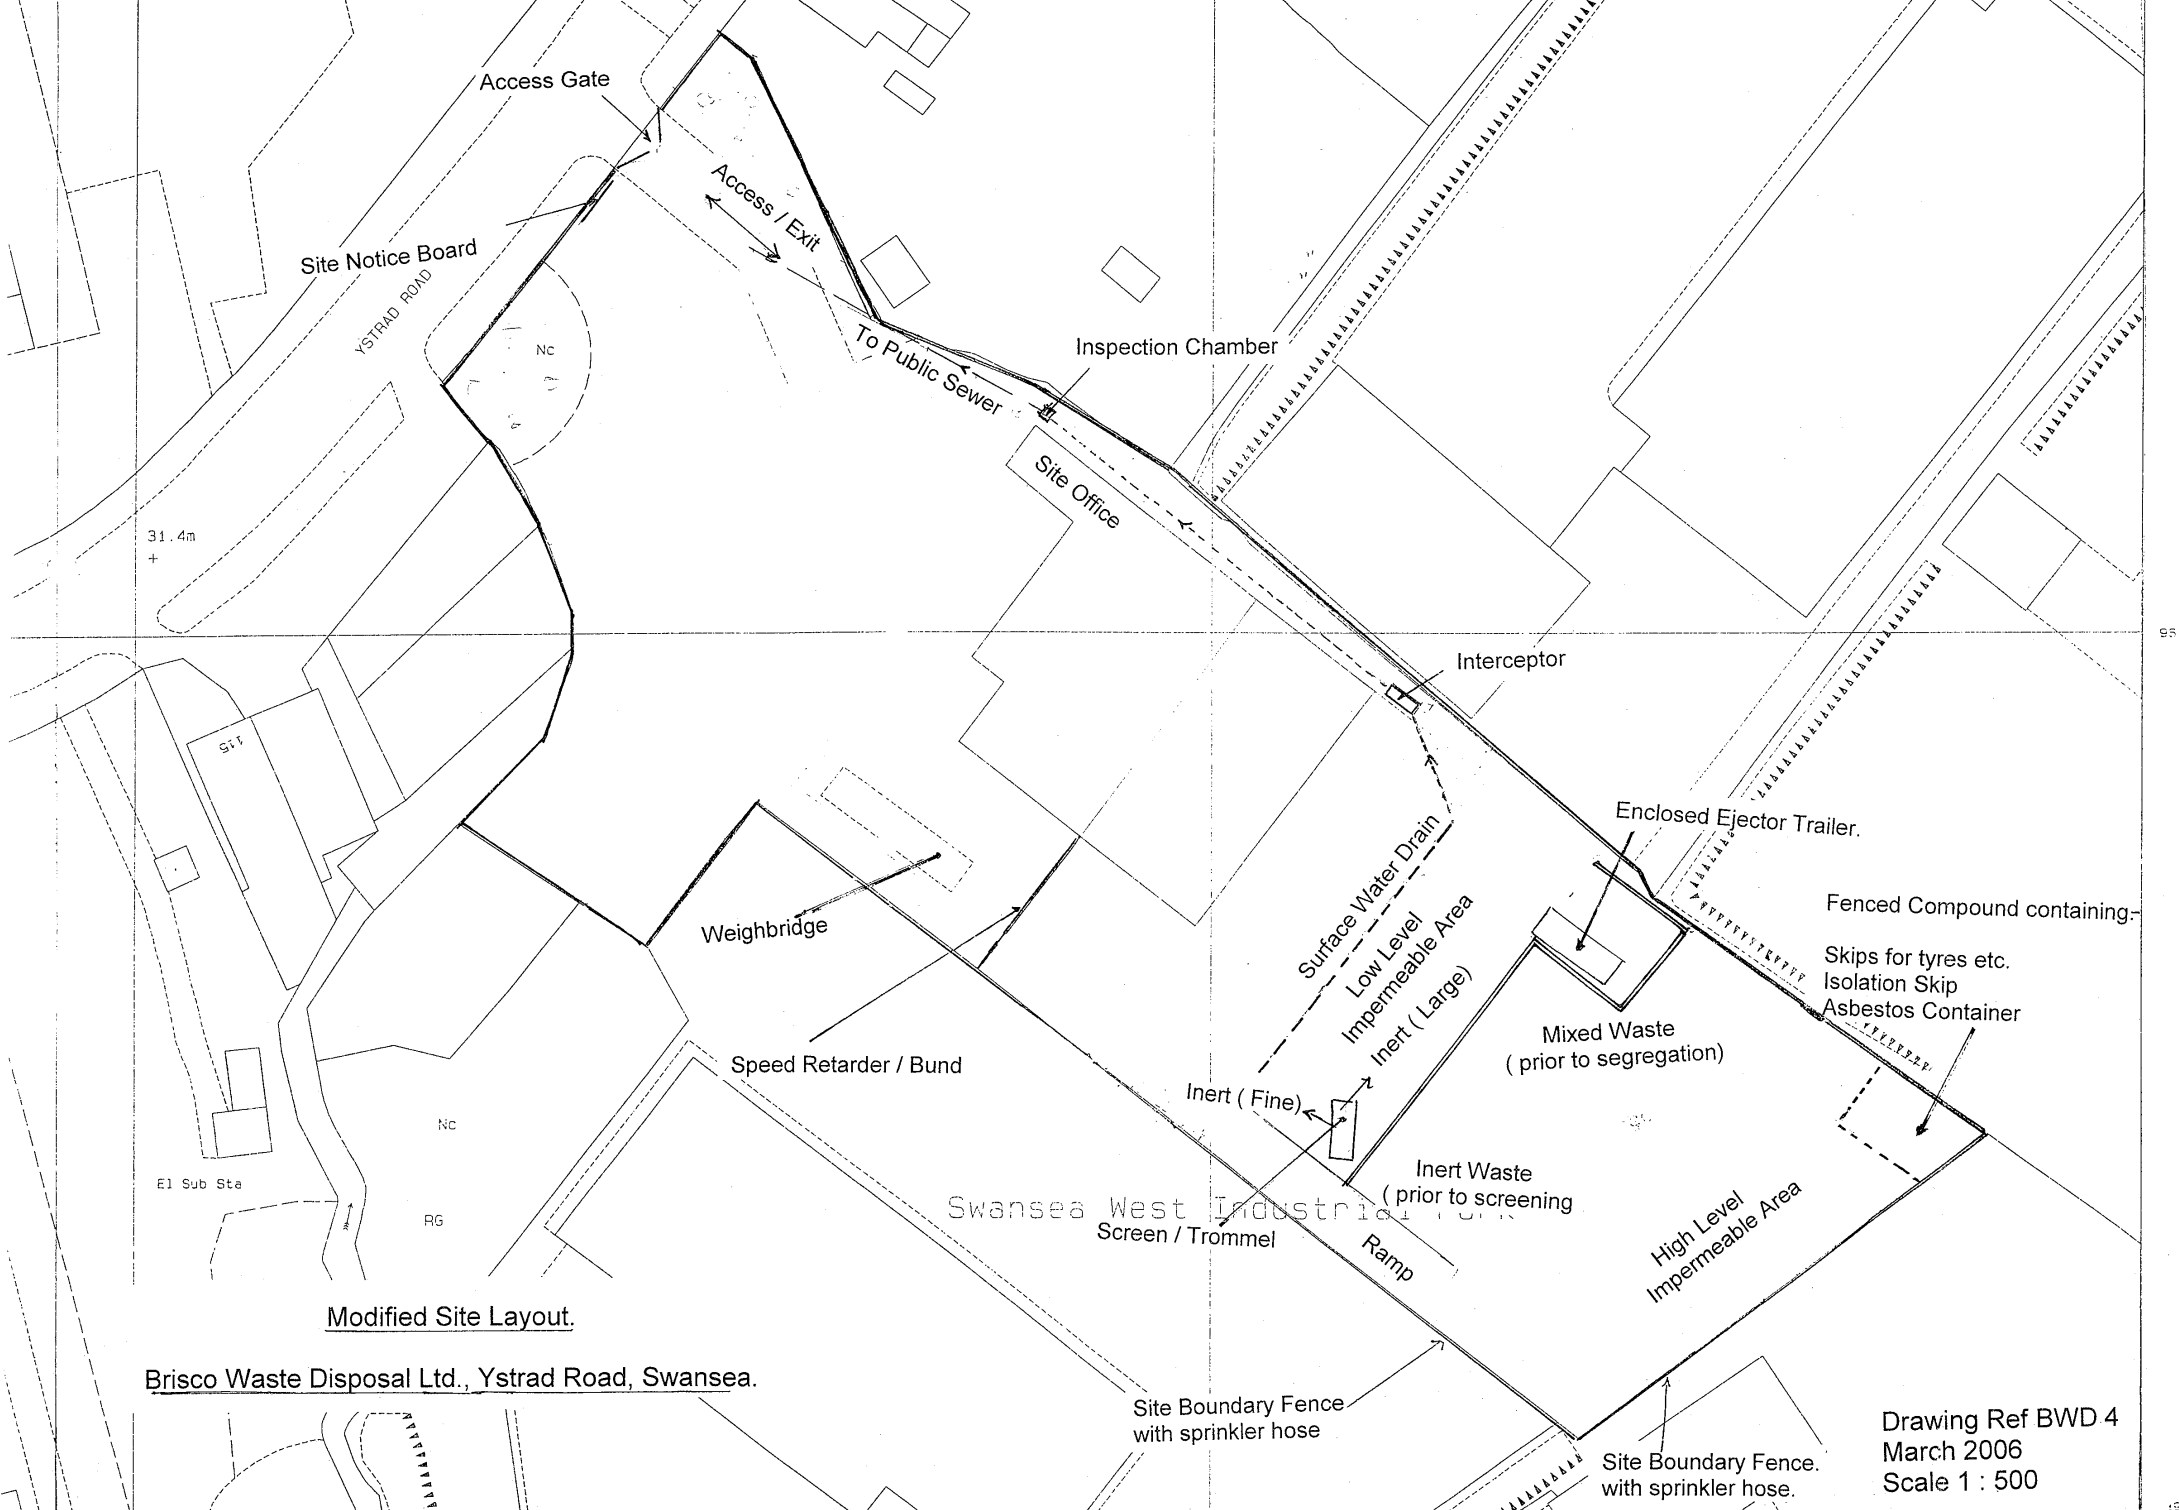 Access Gate
Access / Exit
Site Notice Board
YSTRAD ROAD
Nc
To Public Sewer
Inspection Chamber
Site Office
31.4m
Interceptor
115
Enclosed Ejector Trailer.
Weighbridge
Surface Water Drain
Low Level
Impermeable Area
Inert ( Large)
Fenced Compound containing:-
Skips for tyres etc.
Isolation Skip
Asbestos Container
Mixed Waste
( prior to segregation)
Speed Retarder / Bund
Inert ( Fine)
Nc
El Sub Sta
RG
Inert Waste
( prior to screening
Swansea West Industrial
Screen / Trommel
Ramp
High Level
Impermeable Area
Modified Site Layout.
Brisco Waste Disposal Ltd., Ystrad Road, Swansea.
Site Boundary Fence
with sprinkler hose
Site Boundary Fence.
with sprinkler hose.
Drawing Ref BWD 4
March 2006
Scale 1 : 500